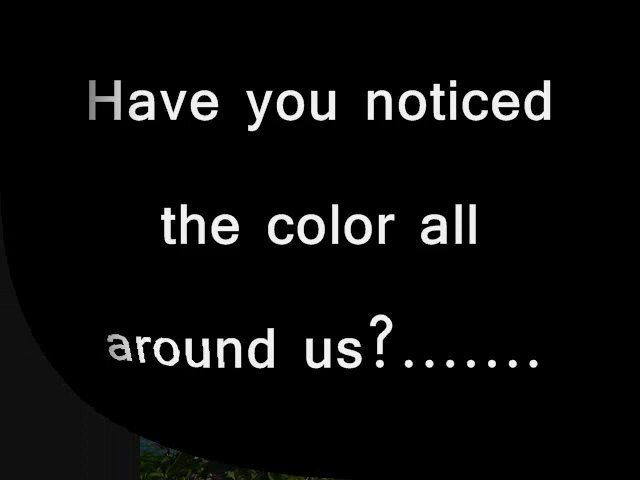 Have you noticed
the color all
around us?.......